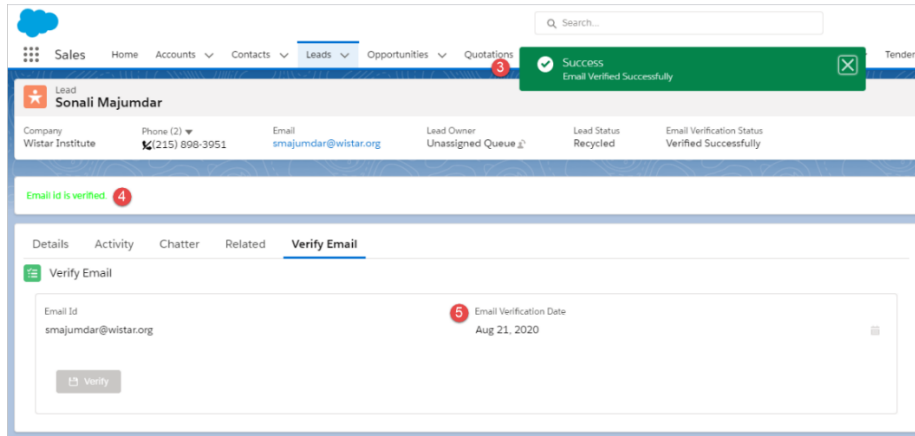 Search...
Sales Home Accounts Contacts Leads Opportunities Quotations Tender
3
Success
Email Verified Successfully
Lead
Sonali Majumdar
Company Phone (2) Email Lead Owner Lead Status Email Verification Status
Wistar Institute (215) 898-3951 smajumdar@wistar.org Unassigned Queue Recycled Verified Successfully
Email id is verified. 4
Details Activity Chatter Related Verify Email
Verify Email
Email Id 5 Email Verification Date
smajumdar@wistar.org Aug 21, 2020
Verify